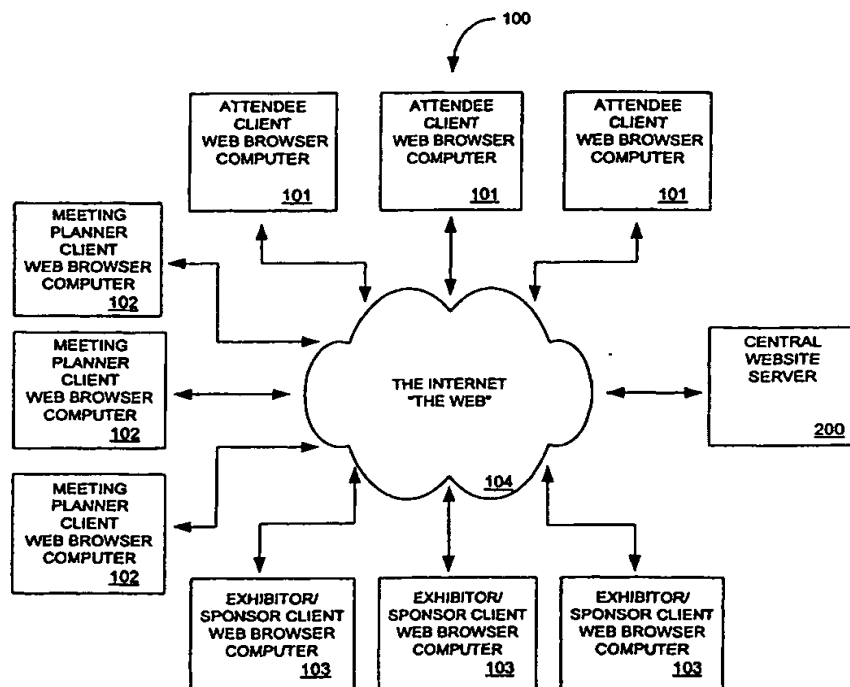 100
ATTENDEE
CLIENT
WEB BROWSER
COMPUTER
101
ATTENDEE
CLIENT
WEB BROWSER
COMPUTER
101
ATTENDEE
CLIENT
WEB BROWSER
COMPUTER
101
MEETING
PLANNER
CLIENT
WEB BROWSER
COMPUTER
102
MEETING
PLANNER
CLIENT
WEB BROWSER
COMPUTER
102
MEETING
PLANNER
CLIENT
WEB BROWSER
COMPUTER
102
THE INTERNET
"THE WEB"
104
CENTRAL
WEBSITE
SERVER
200
EXHIBITOR/
SPONSOR CLIENT
WEB BROWSER
COMPUTER
103
EXHIBITOR/
SPONSOR CLIENT
WEB BROWSER
COMPUTER
103
EXHIBITOR/
SPONSOR CLIENT
WEB BROWSER
COMPUTER
103